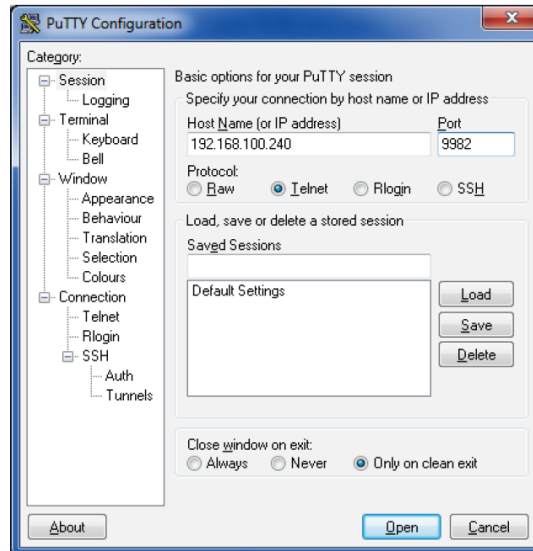 PuTTY Configuration
Category:
Session
Logging
Terminal
Keyboard
Bell
Window
Appearance
Behaviour
Translation
Selection
Colours
Connection
Telnet
Rlogin
SSH
Auth
Tunnels
Basic options for your PuTTY session
Specify your connection by host name or IP address
Host Name (or IP address) Port
192.168.100.240 9982
Protocol:
Raw Telnet Rlogin SSH
Load, save or delete a stored session
Saved Sessions
Default Settings
Load
Save
Delete
Close window on exit:
Always Never Only on clean exit
About Open Cancel